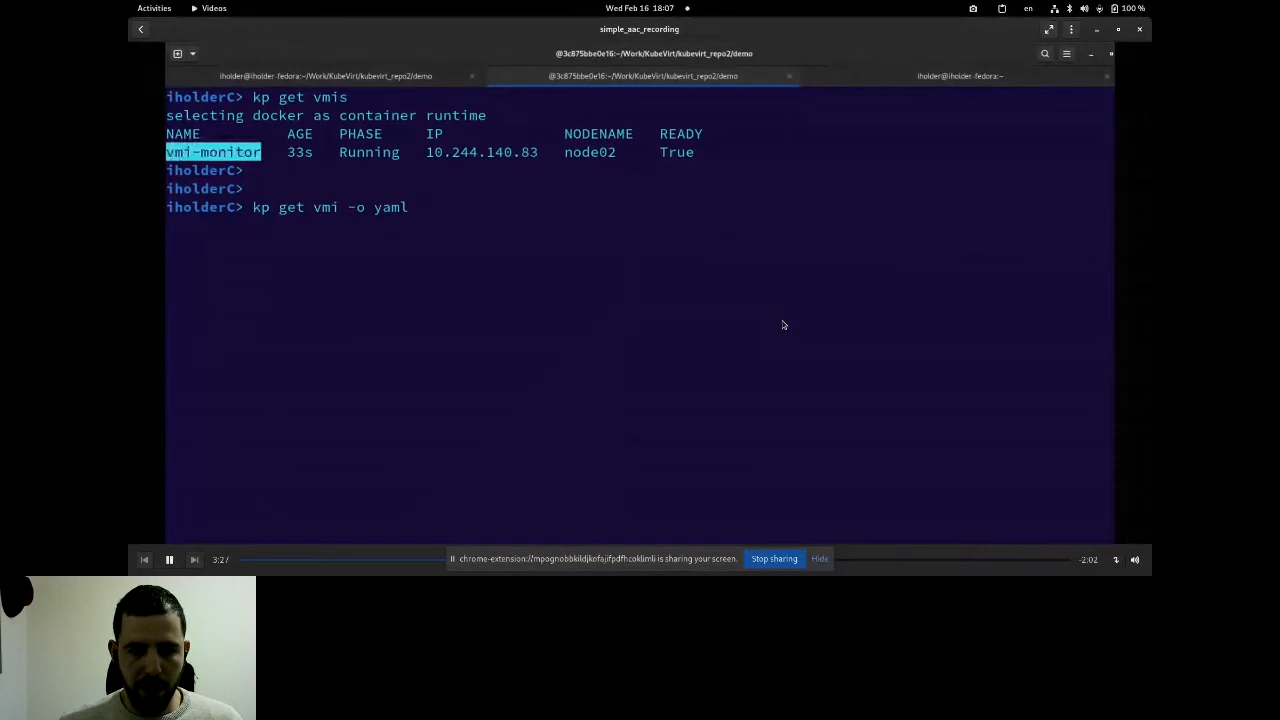 Activities
Videos
Wed Feb 16 18:07
en
100 %
simple_aac_recording
@3c875bbe0e16:~/Work/KubeVirt/kubevirt_repo2/demo
iholder@iholder-fedora:~/Work/KubeVirt/kubevirt_repo2/demo
@3c875bbe0e16:~/Work/KubeVirt/kubevirt_repo2/demo
iholder@iholder-fedora:~
iholderC> kp get vmis
selecting docker as container runtime
NAME AGE PHASE IP NODENAME READY
vmi-monitor 33s Running 10.244.140.83 node02 True
iholderC>
iholderC>
iholderC> kp get vmi -o yaml
3:27
chrome-extension://mpognobbkildjkofajifpdfhcoklimli is sharing your screen.
Stop sharing
Hide
-2:02